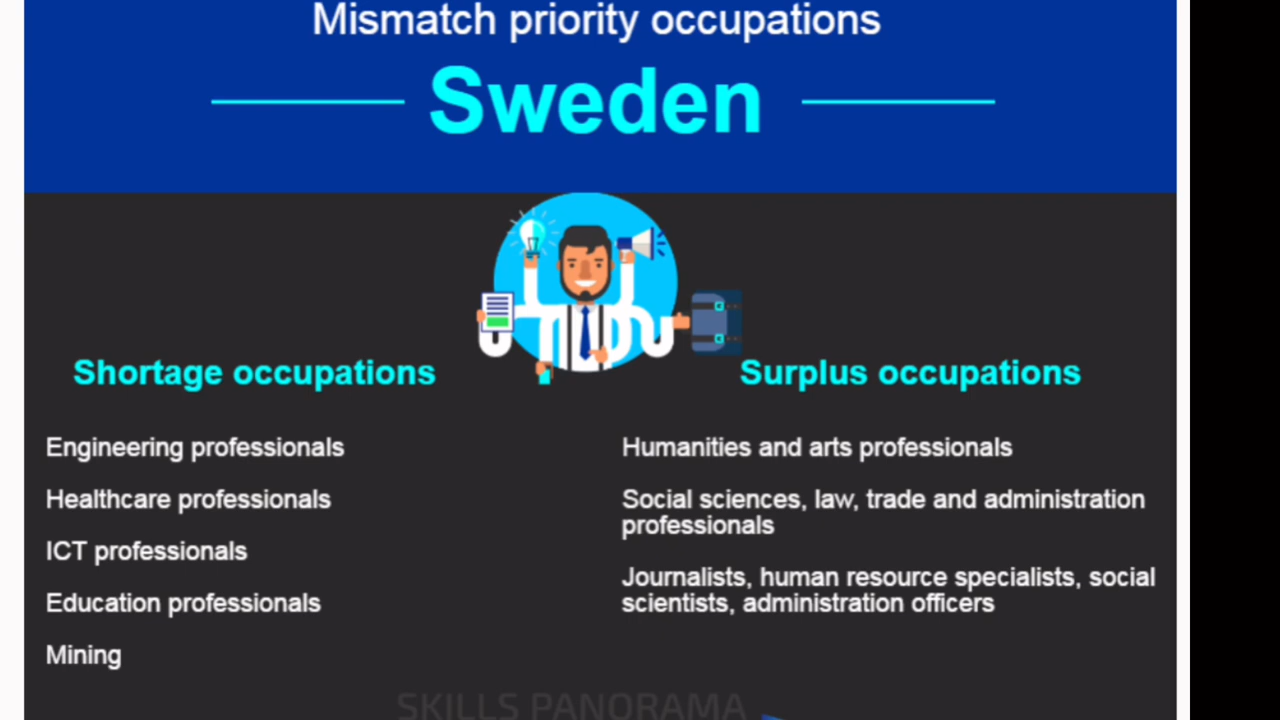 Mismatch priority occupations
Sweden
Shortage occupations
Surplus occupations
Engineering professionals
Healthcare professionals
ICT professionals
Education professionals
Mining
Humanities and arts professionals
Social sciences, law, trade and administration
professionals
Journalists, human resource specialists, social
scientists, administration officers
SKILLS PANORAMA